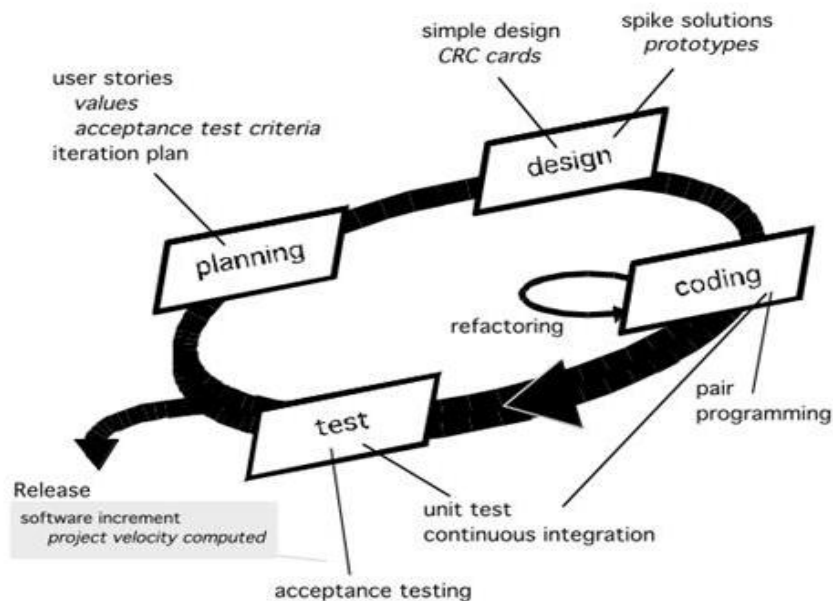 simple design
CRC cards
spike solutions
prototypes
user stories
values
acceptance test criteria
iteration plan
design
planning
coding
refactoring
test
pair
programming
Release
software increment
project velocity computed
unit test
continuous integration
acceptance testing